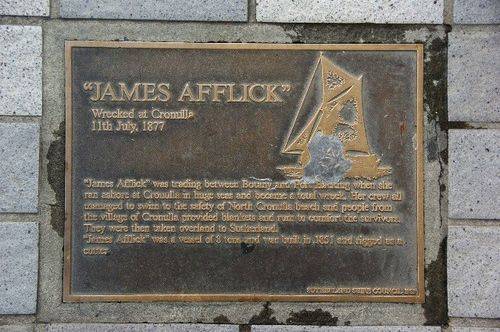 "JAMES AFFLICK"
Wrecked at Cronulla
11th July, 1877
"James Afflick" was trading between Botany and Port when she
ran ashore at Cronulla in huge seas and became a total wreck. Her crew all
managed to swim to the safety of North Cronulla beach and people from
the village of Cronulla provided blankets and rum to comfort the survivors.
They were then taken overland to Sutherland.
"James Afflick" was a vessel of 8 tons and was built in 1851 and rigged as a
cutter.
SUTHERLAND SHIRE COUNCIL